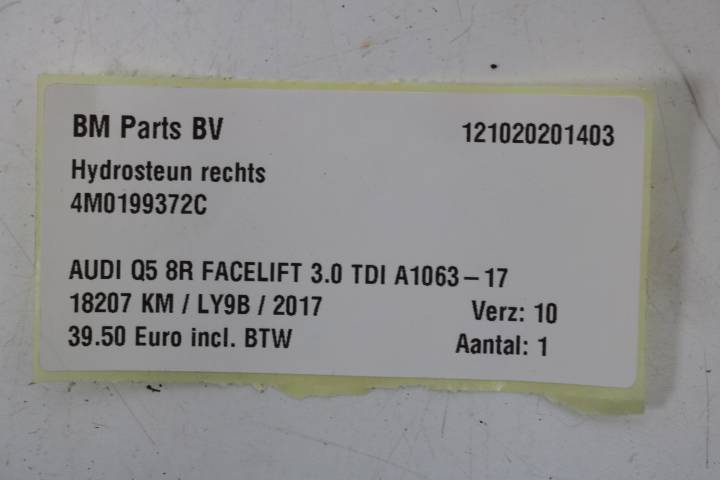 BM Parts BV 121020201403
Hydrosteun rechts
4M0199372C
AUDI Q5 8R FACELIFT 3.0 TDI A1063-17
18207 KM / LY9B / 2017 Verz: 10
39.50 Euro incl. BTW Aantal: 1